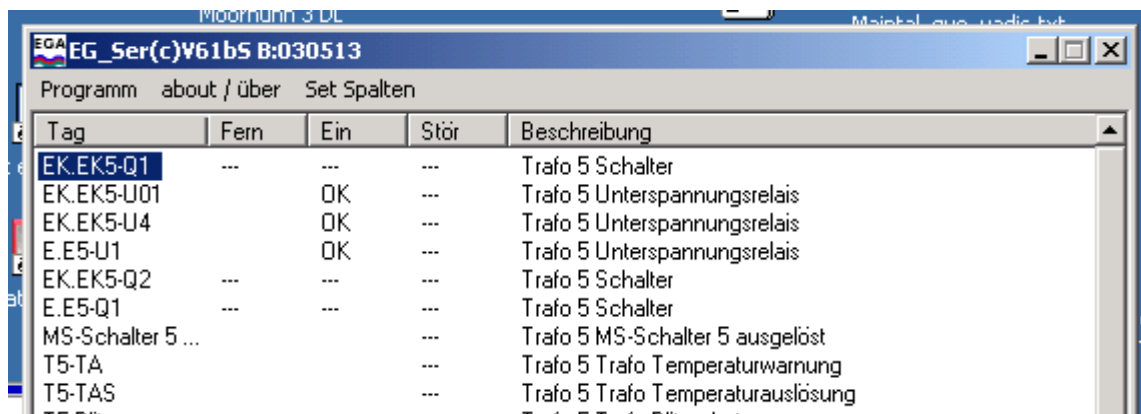 Moorhuhn 3 DL
EGA EG_Ser(c)V61bS B:030513
Programm about / über Set Spalten
Tag Fern Ein Stör Beschreibung
EK.EK5-Q1 --- --- --- Trafo 5 Schalter
EK.EK5-U01 OK --- Trafo 5 Unterspannungsrelais
EK.EK5-U4 OK --- Trafo 5 Unterspannungsrelais
E.E5-U1 OK --- Trafo 5 Unterspannungsrelais
EK.EK5-Q2 --- --- --- Trafo 5 Schalter
E.E5-Q1 --- --- --- Trafo 5 Schalter
MS-Schalter 5 ... --- Trafo 5 MS-Schalter 5 ausgelöst
T5-TA --- Trafo 5 Trafo Temperaturwarnung
T5-TAS --- Trafo 5 Trafo Temperaturauslösung